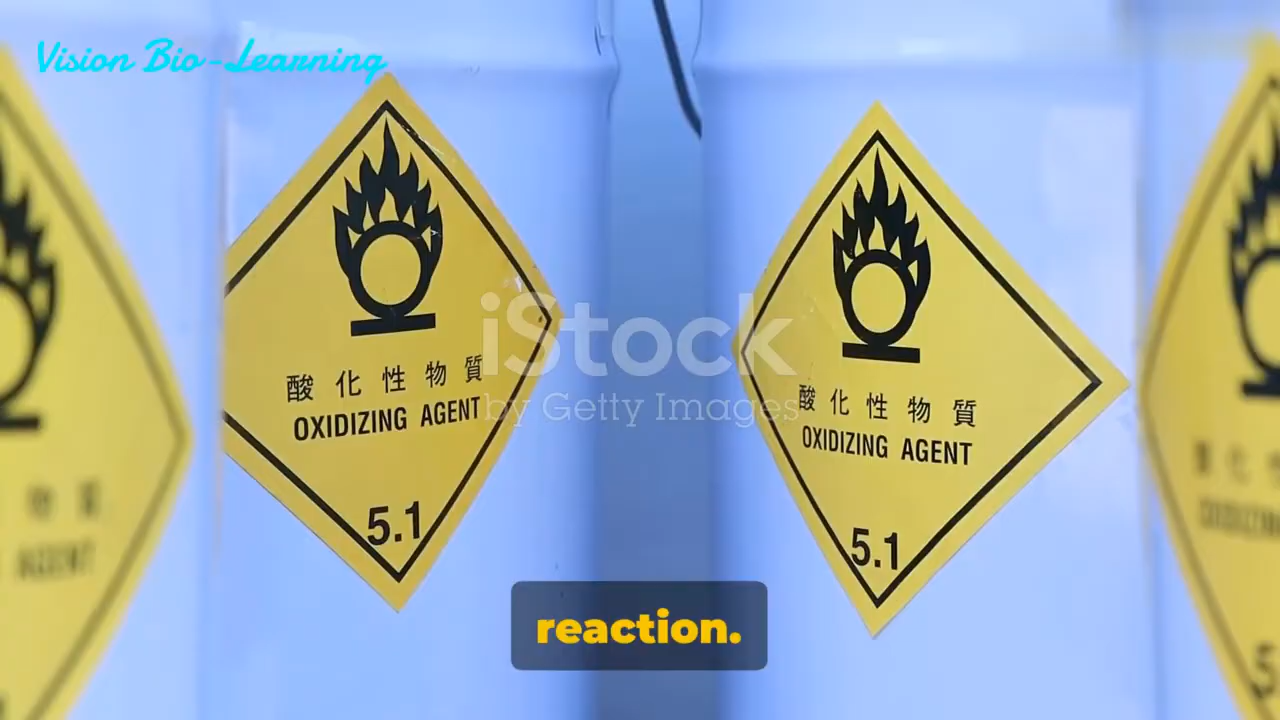 Vision Bio-Learning
酸化性物質
OXIDIZING AGENT
5.1
酸化性物質
OXIDIZING AGENT
5.1
iStock
by Getty Images
AGENT
reaction.